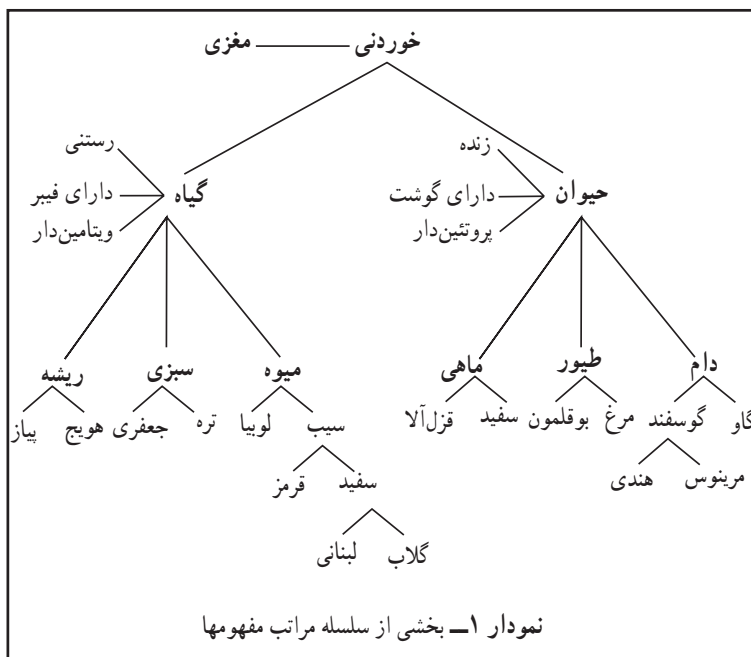 خوردنی مغزی
زنده
رستنی
حیوان
دارای گوشت
گیاه
دارای فیبر
پروتئین‌دار
ویتامین‌دار
دام طیور ماهی میوه سبزی ریشه
گاو گوسفند مرغ بوقلمون سفید قزل‌آلا سیب لوبیا تره جعفری هویج پیاز
مرینوس هندی سفید قرمز
گلاب لبنانی
نمودار ۱ــ بخشی از سلسله مراتب مفهومها